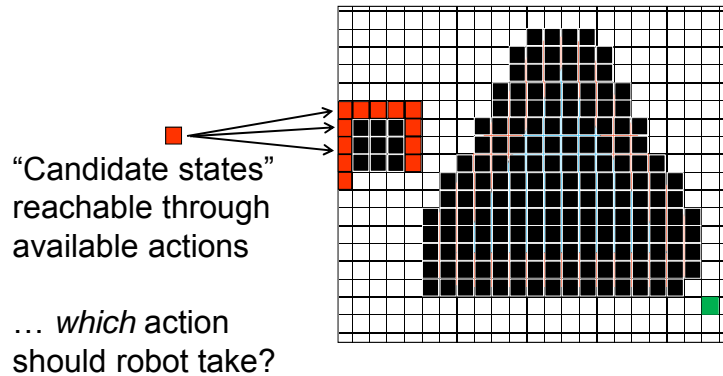 “Candidate states”
reachable through
available actions
… which action
should robot take?